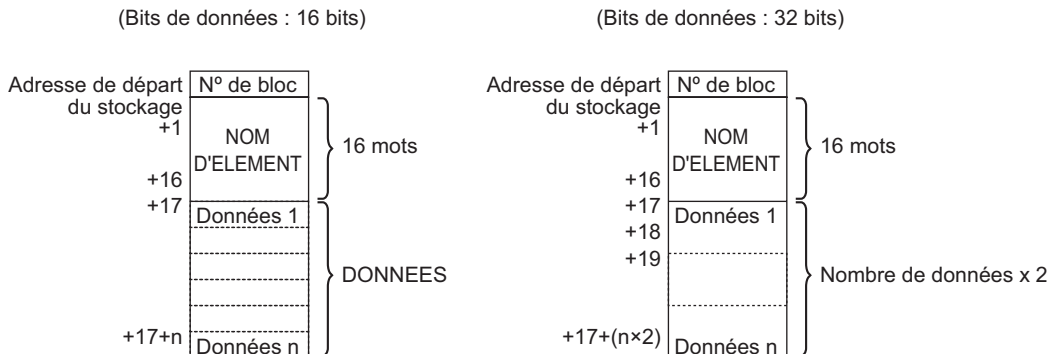 (Bits de données : 16 bits)
Adresse de départ
du stockage
Nº de bloc
+1
NOM
D'ELEMENT
16 mots
+16
+17
Données 1
DONNEES
+17+n
Données n
(Bits de données : 32 bits)
Adresse de départ
du stockage
Nº de bloc
+1
NOM
D'ELEMENT
16 mots
+16
+17
Données 1
+18
+19
Nombre de données x 2
+17+(n×2)
Données n